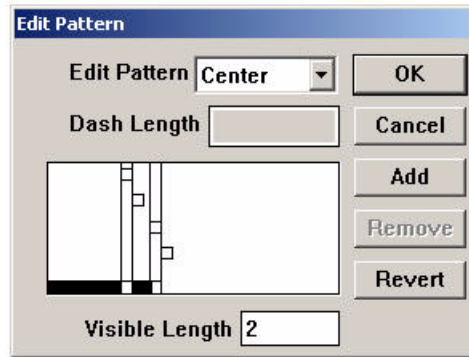 Edit Pattern
Edit Pattern Center OK
Dash Length Cancel
Add
Remove
Revert
Visible Length 2